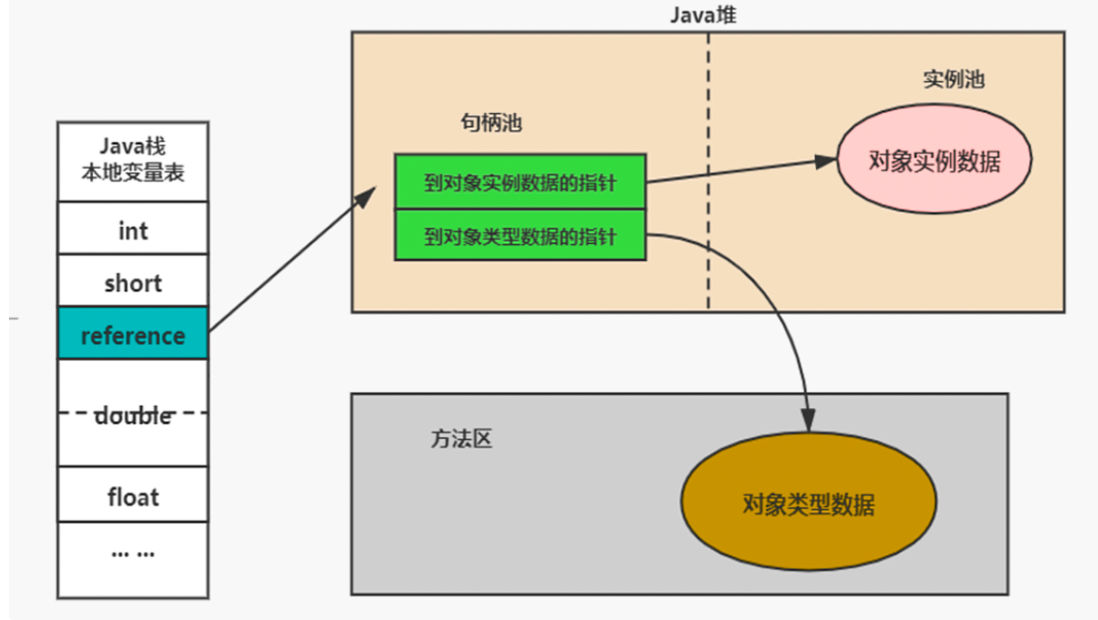 Java堆
实例池
句柄池
Java栈
本地变量表
到对象实例数据的指针
对象实例数据
int
到对象类型数据的指针
short
reference
double
方法区
float
对象类型数据
... ...